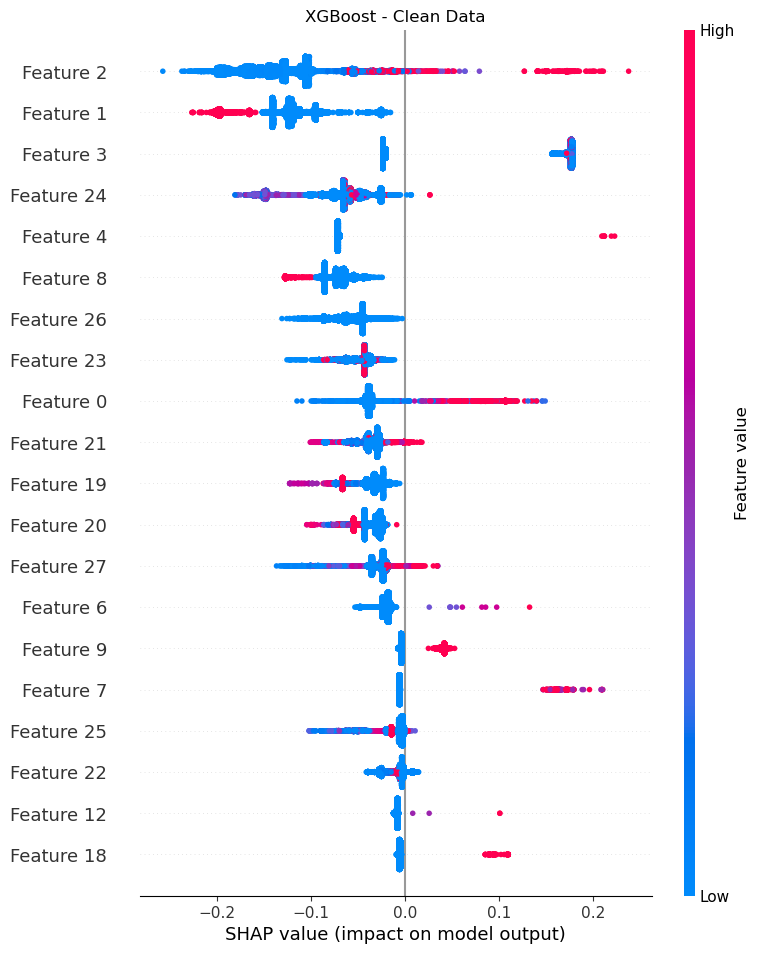 XGBoost - Clean Data
High
Feature 2
Feature 1
Feature 3
Feature 24
Feature 4
Feature 8
Feature 26
Feature 23
Feature 0
Feature 21
Feature 19
Feature 20
Feature 27
Feature 6
Feature 9
Feature 7
Feature 25
Feature 22
Feature 12
Feature 18
Feature value
Low
−0.2 −0.1 0.0 0.1 0.2
SHAP value (impact on model output)